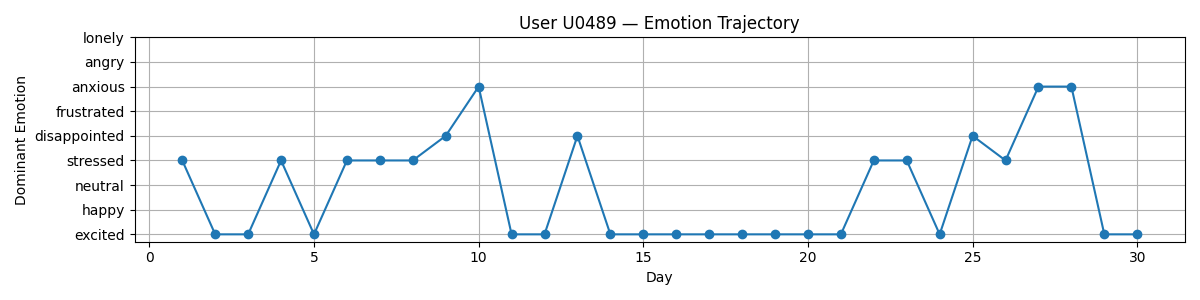 User U0489 — Emotion Trajectory
Dominant Emotion
lonely
angry
anxious
frustrated
disappointed
stressed
neutral
happy
excited
0 5 10 15 20 25 30
Day